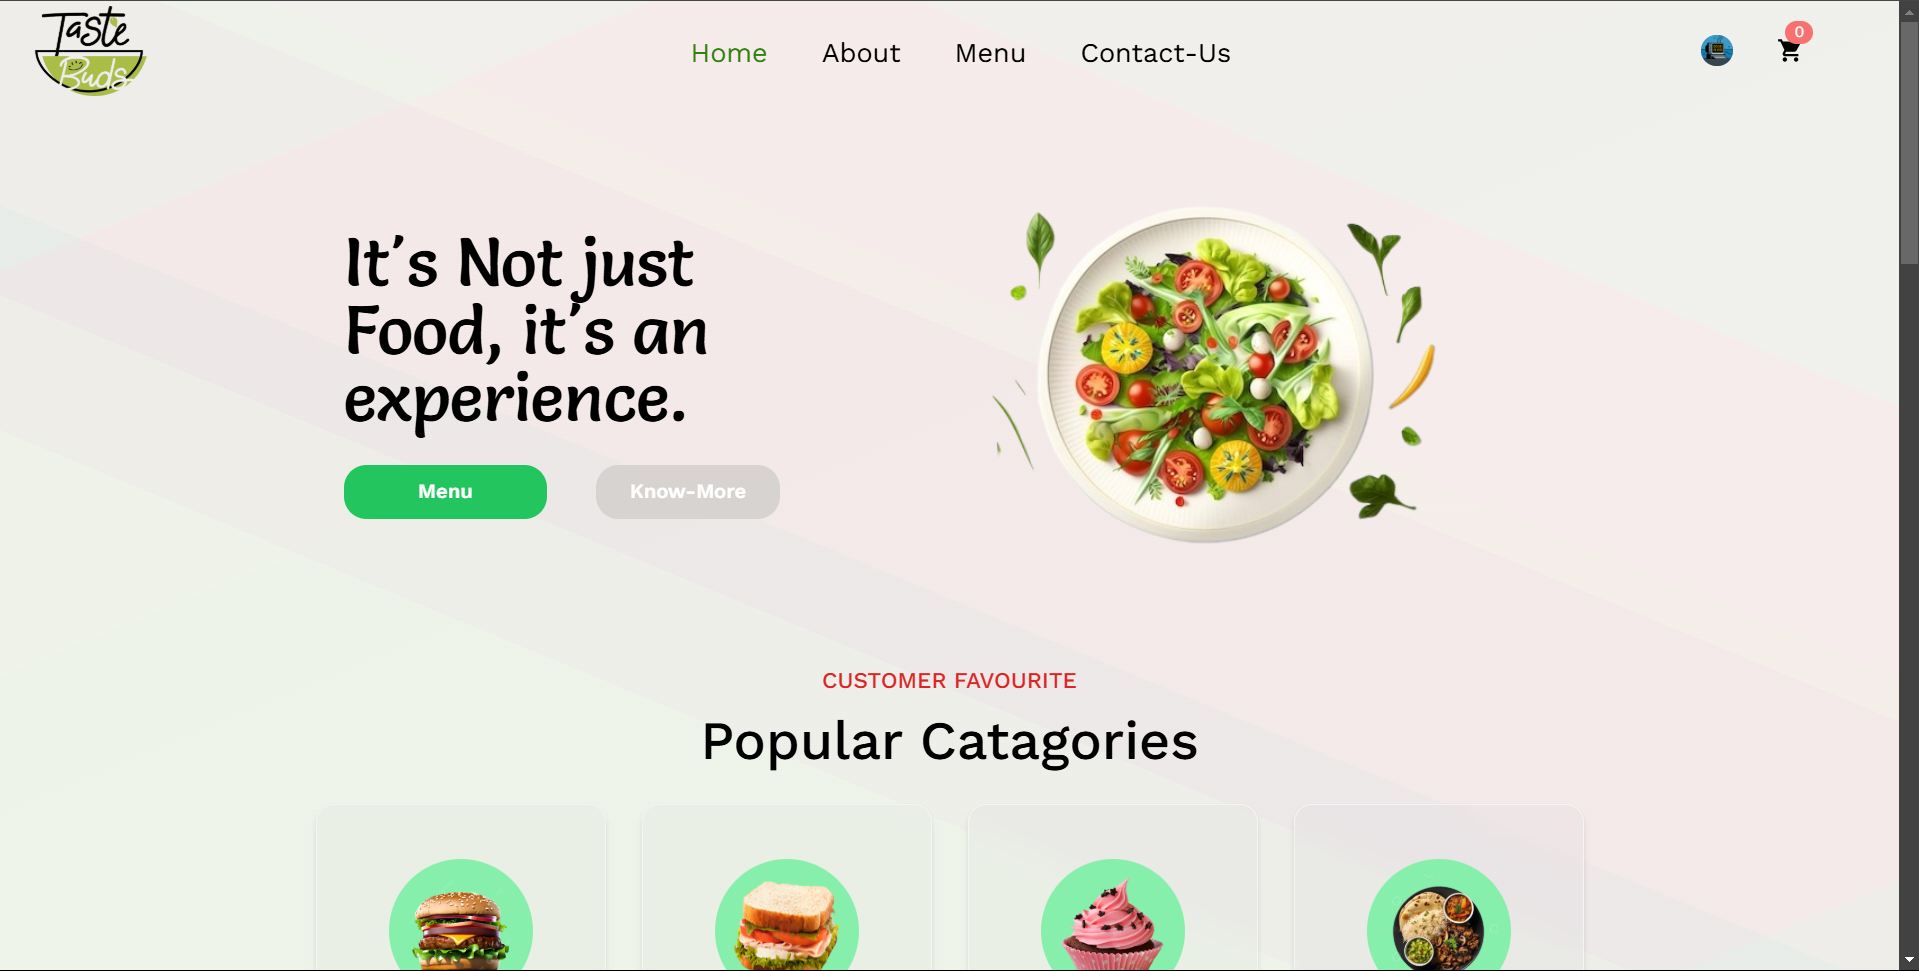 Taste
Buds
Home
About
Menu
Contact-Us
0
It's Not just
Food, it's an
experience.
Menu
Know-More
CUSTOMER FAVOURITE
Popular Catagories